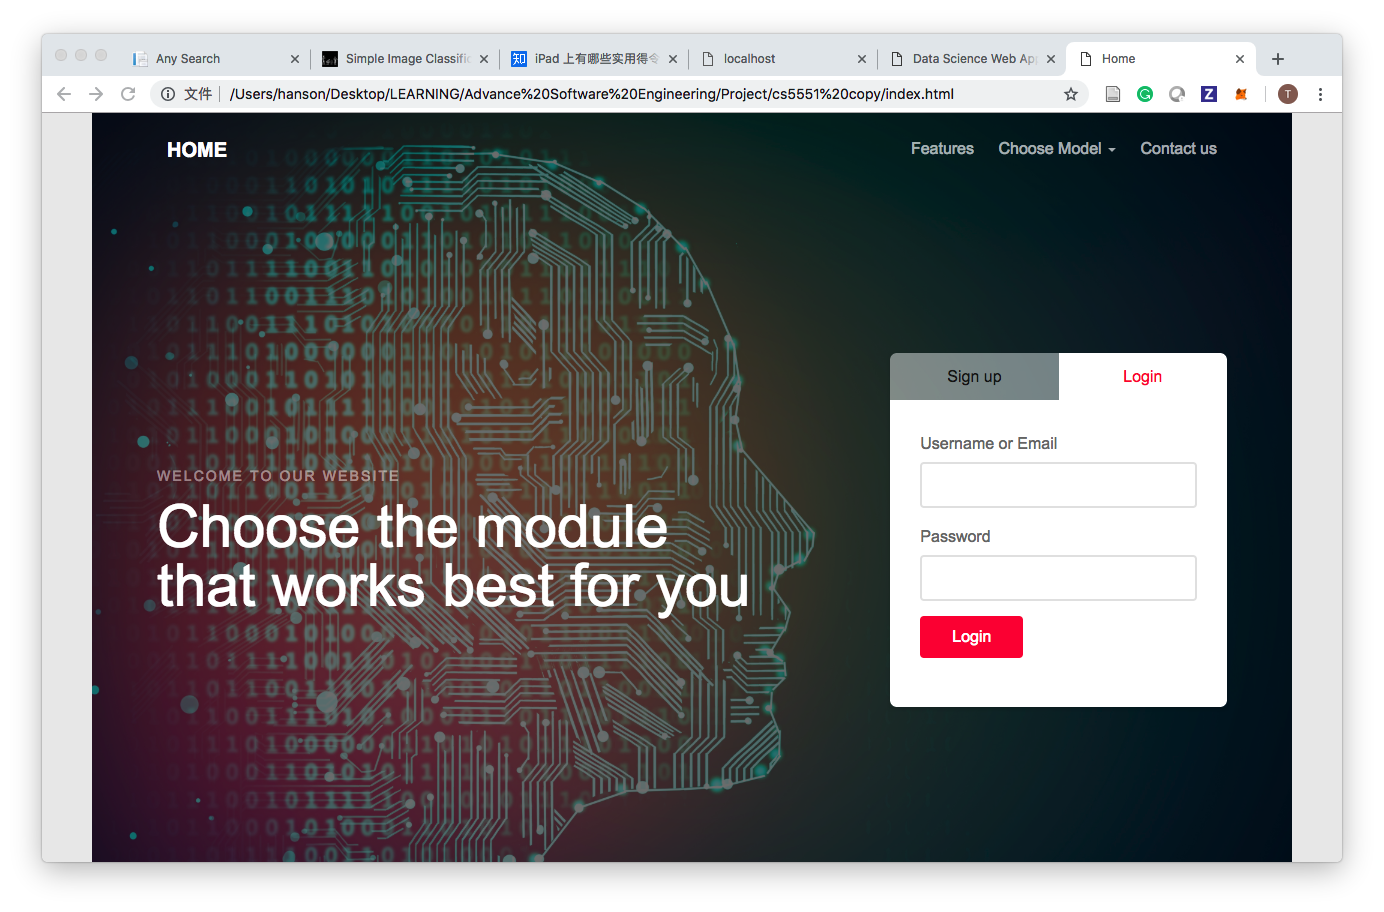 Any Search
Simple Image Classific
iPad 上有哪些实用得令
localhost
Data Science Web Ap
Home
文件
/Users/hanson/Desktop/LEARNING/Advance%20Software%20Engineering/Project/cs5551%20copy/index.html
T
HOME
Features
Choose Model
Contact us
Sign up
Login
Username or Email
Password
Login
WELCOME TO OUR WEBSITE
Choose the module
that works best for you